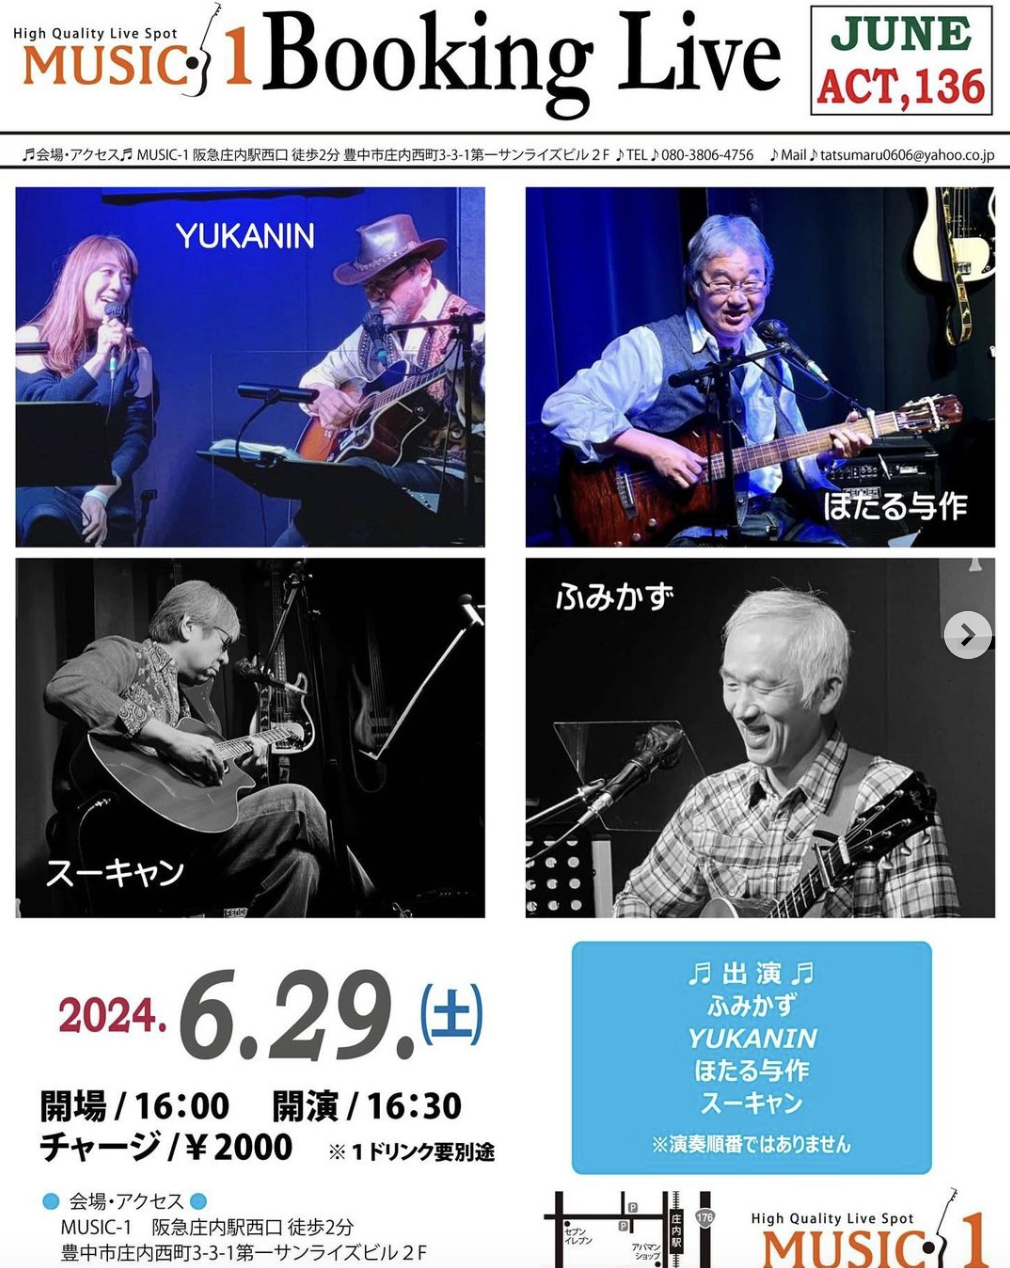 High Quality Live Spot
MUSIC 1 Booking Live
JUNE
ACT,136
♬会場・アクセス♬ MUSIC-1 阪急庄内駅西口 徒歩2分 豊中市庄内西町3-3-1第一サンライズビル２F ♪TEL♪080-3806-4756 ♪Mail♪tatsumaru0606@yahoo.co.jp
YUKANIN
ほたる与作
ふみかず
スーキャン
2024. 6.29.(土)
開場 / 16：00 開演 / 16：30
チャージ / ¥ 2000 ※１ドリンク要別途
♬ 出 演 ♬
ふみかず
YUKANIN
ほたる与作
スーキャン
※演奏順番ではありません
● 会場・アクセス ●
MUSIC-1 阪急庄内駅西口 徒歩2分
豊中市庄内西町3-3-1第一サンライズビル２F
P
P
セブン
イレブン
アパマン
ショップ
庄内駅
176
High Quality Live Spot
MUSIC 1